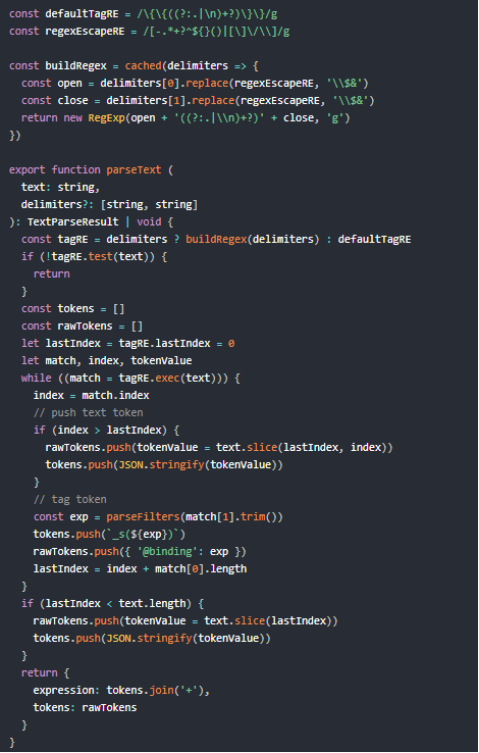 const defaultTagRE = /\{\{((?:.|\n)+?)\}\}/g
const regexEscapeRE = /[-.*+?^${}()|[\]\/\\]/g

const buildRegex = cached(delimiters => {
  const open = delimiters[0].replace(regexEscapeRE, '\\$&')
  const close = delimiters[1].replace(regexEscapeRE, '\\$&')
  return new RegExp(open + '((?:.|\\n)+?)' + close, 'g')
})

export function parseText (
  text: string,
  delimiters?: [string, string]
): TextParseResult | void {
  const tagRE = delimiters ? buildRegex(delimiters) : defaultTagRE
  if (!tagRE.test(text)) {
    return
  }
  const tokens = []
  const rawTokens = []
  let lastIndex = tagRE.lastIndex = 0
  let match, index, tokenValue
  while ((match = tagRE.exec(text))) {
    index = match.index
    // push text token
    if (index > lastIndex) {
      rawTokens.push(tokenValue = text.slice(lastIndex, index))
      tokens.push(JSON.stringify(tokenValue))
    }
    // tag token
    const exp = parseFilters(match[1].trim())
    tokens.push(`_s(${exp})`)
    rawTokens.push({ '@binding': exp })
    lastIndex = index + match[0].length
  }
  if (lastIndex < text.length) {
    rawTokens.push(tokenValue = text.slice(lastIndex))
    tokens.push(JSON.stringify(tokenValue))
  }
  return {
    expression: tokens.join('+'),
    tokens: rawTokens
  }
}